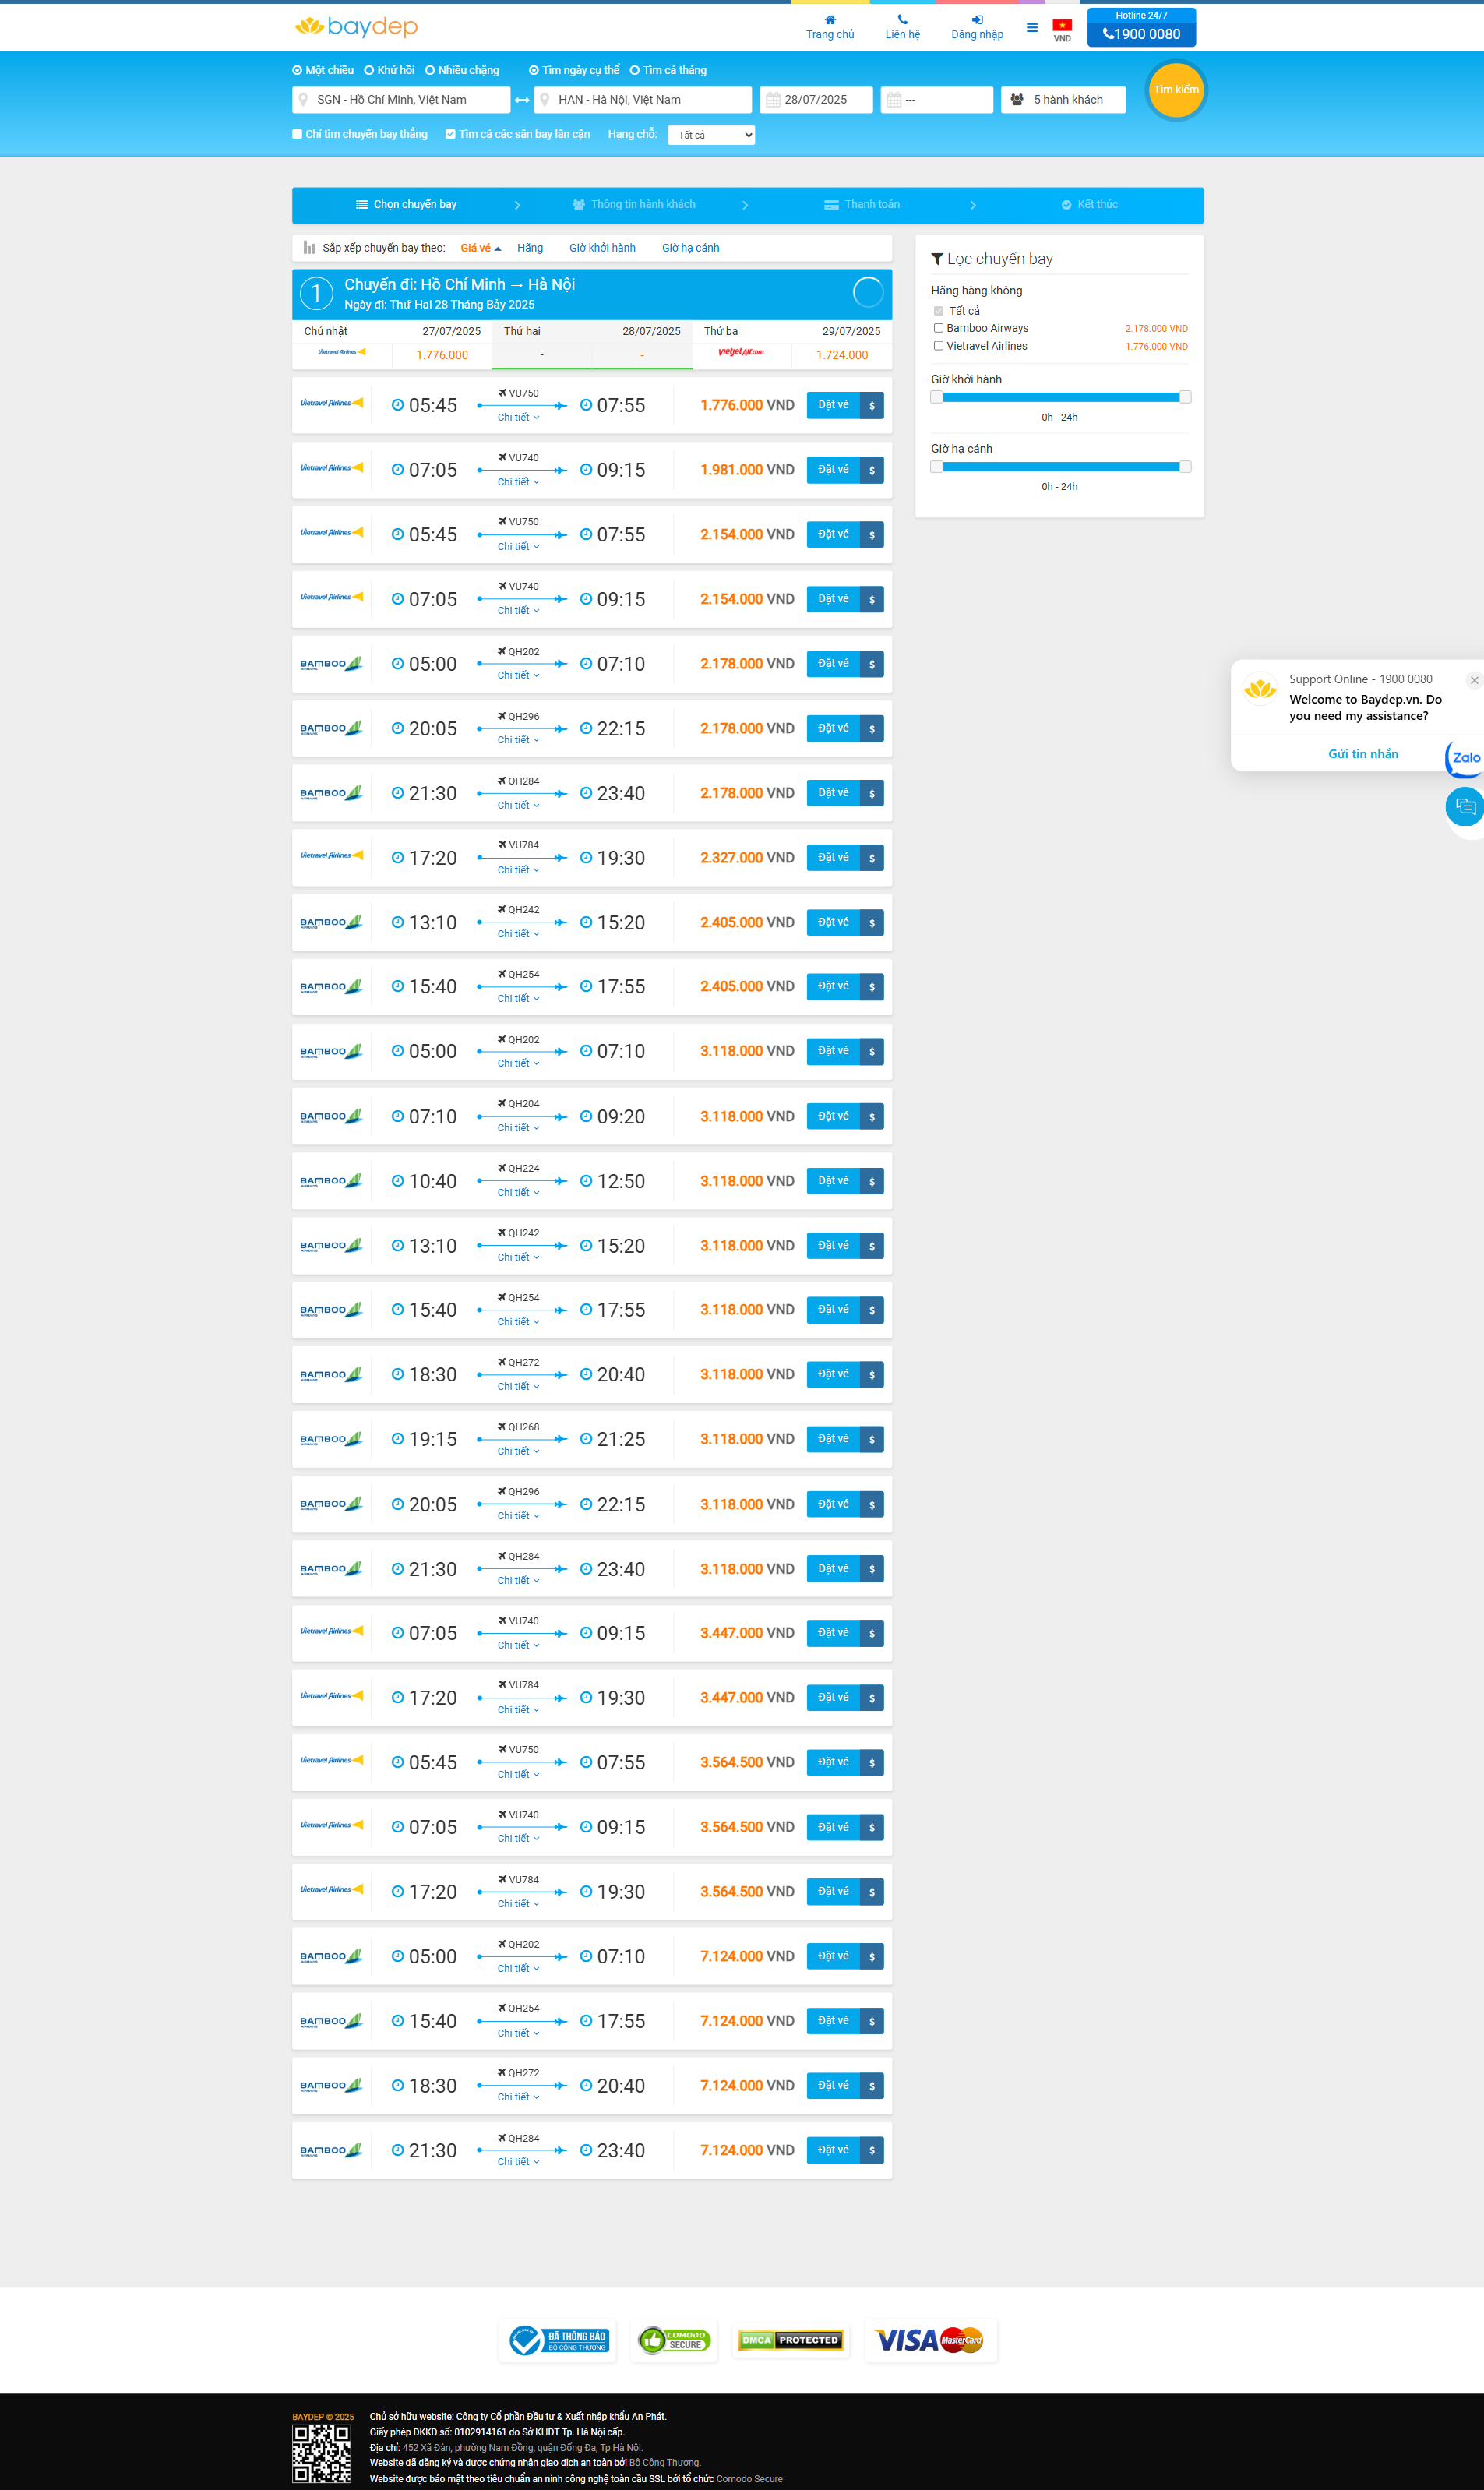 baydep
Trang chủ
Liên hệ
Đăng nhập
VND
Hotline 24/7
1900 0080
Một chiều Khứ hồi Nhiều chặng Tìm ngày cụ thể Tìm cả tháng
SGN - Hồ Chí Minh, Việt Nam HAN - Hà Nội, Việt Nam 28/07/2025 --- 5 hành khách
Tìm kiếm
Chỉ tìm chuyến bay thẳng Tìm cả các sân bay lân cận Hạng chỗ: Tất cả
Chọn chuyến bay Thông tin hành khách Thanh toán Kết thúc
Sắp xếp chuyến bay theo: Giá vé Hãng Giờ khởi hành Giờ hạ cánh
1 Chuyến đi: Hồ Chí Minh → Hà Nội
Ngày đi: Thứ Hai 28 Tháng Bảy 2025
Chủ nhật 27/07/2025 Thứ hai 28/07/2025 Thứ ba 29/07/2025
Vietravel Airlines 1.776.000 - - vietjetAir.com 1.724.000
Vietravel Airlines 05:45 VU750 Chi tiết 07:55 1.776.000 VND Đặt vé $
Vietravel Airlines 07:05 VU740 Chi tiết 09:15 1.981.000 VND Đặt vé $
Vietravel Airlines 05:45 VU750 Chi tiết 07:55 2.154.000 VND Đặt vé $
Vietravel Airlines 07:05 VU740 Chi tiết 09:15 2.154.000 VND Đặt vé $
BAMBOO AIRWAYS 05:00 QH202 Chi tiết 07:10 2.178.000 VND Đặt vé $
BAMBOO AIRWAYS 20:05 QH296 Chi tiết 22:15 2.178.000 VND Đặt vé $
BAMBOO AIRWAYS 21:30 QH284 Chi tiết 23:40 2.178.000 VND Đặt vé $
Vietravel Airlines 17:20 VU784 Chi tiết 19:30 2.327.000 VND Đặt vé $
BAMBOO AIRWAYS 13:10 QH242 Chi tiết 15:20 2.405.000 VND Đặt vé $
BAMBOO AIRWAYS 15:40 QH254 Chi tiết 17:55 2.405.000 VND Đặt vé $
BAMBOO AIRWAYS 05:00 QH202 Chi tiết 07:10 3.118.000 VND Đặt vé $
BAMBOO AIRWAYS 07:10 QH204 Chi tiết 09:20 3.118.000 VND Đặt vé $
BAMBOO AIRWAYS 10:40 QH224 Chi tiết 12:50 3.118.000 VND Đặt vé $
BAMBOO AIRWAYS 13:10 QH242 Chi tiết 15:20 3.118.000 VND Đặt vé $
BAMBOO AIRWAYS 15:40 QH254 Chi tiết 17:55 3.118.000 VND Đặt vé $
BAMBOO AIRWAYS 18:30 QH272 Chi tiết 20:40 3.118.000 VND Đặt vé $
BAMBOO AIRWAYS 19:15 QH268 Chi tiết 21:25 3.118.000 VND Đặt vé $
BAMBOO AIRWAYS 20:05 QH296 Chi tiết 22:15 3.118.000 VND Đặt vé $
BAMBOO AIRWAYS 21:30 QH284 Chi tiết 23:40 3.118.000 VND Đặt vé $
Vietravel Airlines 07:05 VU740 Chi tiết 09:15 3.447.000 VND Đặt vé $
Vietravel Airlines 17:20 VU784 Chi tiết 19:30 3.447.000 VND Đặt vé $
Vietravel Airlines 05:45 VU750 Chi tiết 07:55 3.564.500 VND Đặt vé $
Vietravel Airlines 07:05 VU740 Chi tiết 09:15 3.564.500 VND Đặt vé $
Vietravel Airlines 17:20 VU784 Chi tiết 19:30 3.564.500 VND Đặt vé $
BAMBOO AIRWAYS 05:00 QH202 Chi tiết 07:10 7.124.000 VND Đặt vé $
BAMBOO AIRWAYS 15:40 QH254 Chi tiết 17:55 7.124.000 VND Đặt vé $
BAMBOO AIRWAYS 18:30 QH272 Chi tiết 20:40 7.124.000 VND Đặt vé $
BAMBOO AIRWAYS 21:30 QH284 Chi tiết 23:40 7.124.000 VND Đặt vé $
Lọc chuyến bay
Hãng hàng không
Tất cả
Bamboo Airways 2.178.000 VND
Vietravel Airlines 1.776.000 VND
Giờ khởi hành
0h - 24h
Giờ hạ cánh
0h - 24h
Support Online - 1900 0080
Welcome to Baydep.vn. Do
you need my assistance?
Gửi tin nhắn
Zalo
ĐÃ THÔNG BÁO
BỘ CÔNG THƯƠNG
COMODO
SECURE
DMCA PROTECTED
VISA MasterCard
BAYDEP © 2025
Chủ sở hữu website: Công ty Cổ phần Đầu tư & Xuất nhập khẩu An Phát.
Giấy phép ĐKKD số: 0102914161 do Sở KHĐT Tp. Hà Nội cấp.
Địa chỉ: 452 Xã Đàn, phường Nam Đồng, quận Đống Đa, Tp Hà Nội.
Website đã đăng ký và được chứng nhận giao dịch an toàn bởi Bộ Công Thương.
Website được bảo mật theo tiêu chuẩn an ninh công nghệ toàn cầu SSL bởi tổ chức Comodo Secure